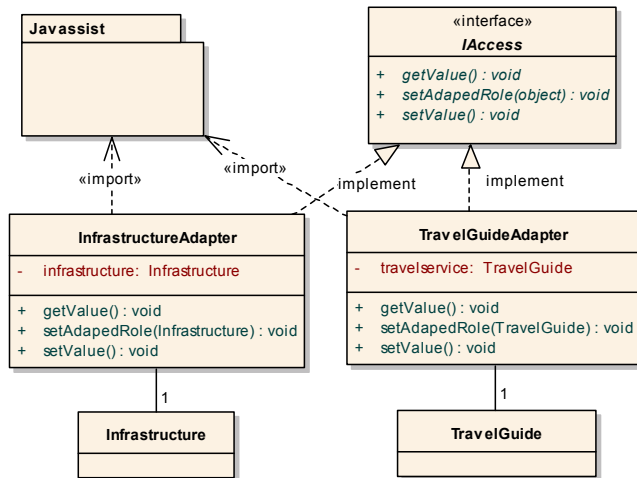 Javassist
«interface»
IAccess
+ getValue() : void
+ setAdapedRole(object) : void
+ setValue() : void
«import»
«import»
implement
implement
InfrastructureAdapter
- infrastructure: Infrastructure
+ getValue() : void
+ setAdapedRole(Infrastructure) : void
+ setValue() : void
TravelGuideAdapter
- travelservice: TravelGuide
+ getValue() : void
+ setAdapedRole(TravelGuide) : void
+ setValue() : void
1
1
Infrastructure
TravelGuide